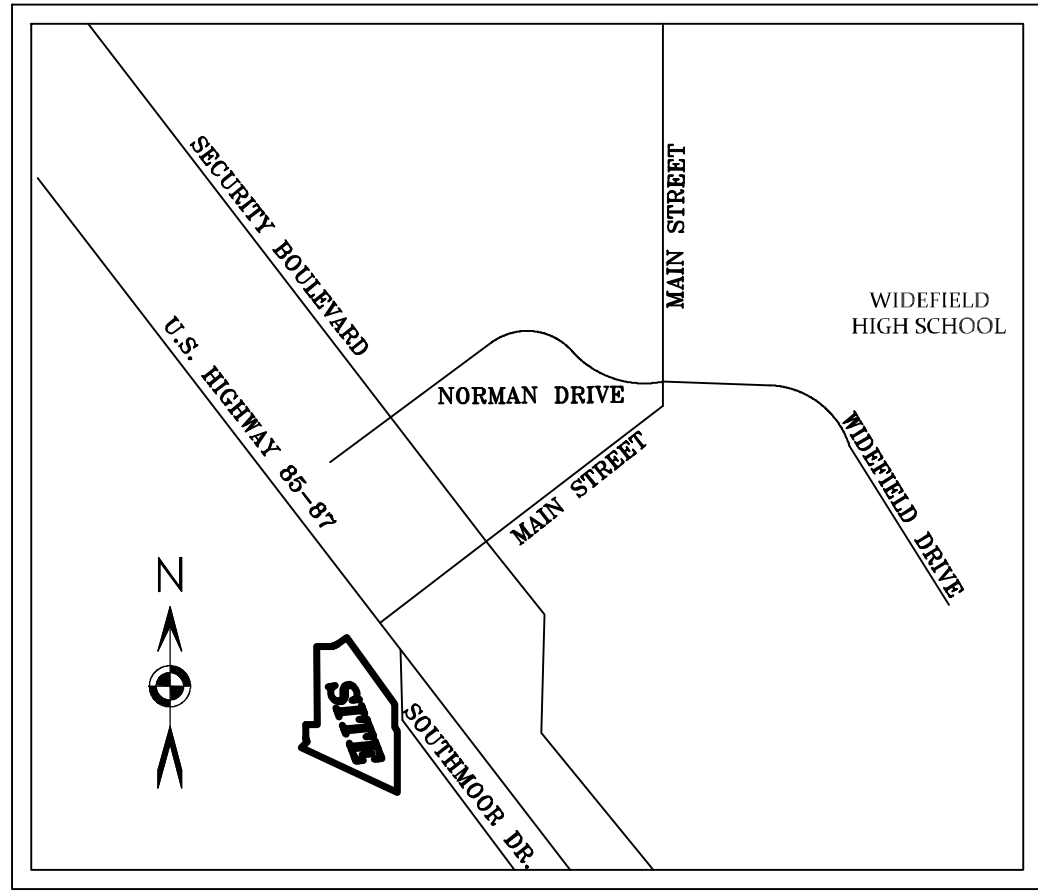 SECURITY BOULEVARD
MAIN STREET
WIDEFIELD
HIGH SCHOOL
U.S. HIGHWAY 85-87
NORMAN DRIVE
MAIN STREET
WIDEFIELD DRIVE
N
SITE
SOUTHMOOR DR.